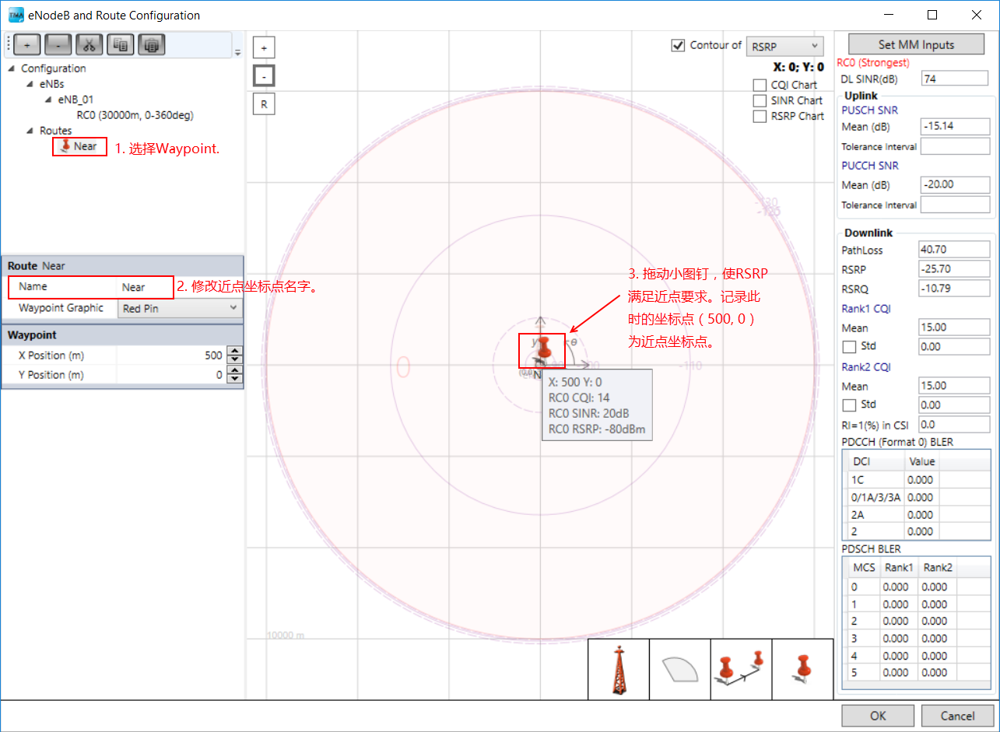 TMA eNodeB and Route Configuration
+ - 
Configuration
eNBs
eNB_01
RC0 (30000m, 0-360deg)
Routes
Near
1. 选择Waypoint.
Route Near
Name Near
2. 修改近点坐标点名字。
Waypoint Graphic Red Pin
Waypoint
X Position (m) 500
Y Position (m) 0
+
-
R
Contour of RSRP
X: 0; Y: 0
CQI Chart
SINR Chart
RSRP Chart
-130
-125
3. 拖动小图钉，使RSRP
满足近点要求。记录此
时的坐标点（500, 0）
为近点坐标点。
0
y
θ
-110
N
X: 500 Y: 0
RC0 CQI: 14
RC0 SINR: 20dB
RC0 RSRP: -80dBm
10000 m
Set MM Inputs
RC0 (Strongest)
DL SINR(dB) 74
Uplink
PUSCH SNR
Mean (dB) -15.14
Tolerance Interval
PUCCH SNR
Mean (dB) -20.00
Tolerance Interval
Downlink
PathLoss 40.70
RSRP -25.70
RSRQ -10.79
Rank1 CQI
Mean 15.00
Std 0.00
Rank2 CQI
Mean 15.00
Std 0.00
RI=1(%) in CSI 0.0
PDCCH (Format 0) BLER
DCI Value
1C 0.000
0/1A/3/3A 0.000
2A 0.000
2 0.000
PDSCH BLER
MCS Rank1 Rank2
0 0.000 0.000
1 0.000 0.000
2 0.000 0.000
3 0.000 0.000
4 0.000 0.000
5 0.000 0.000
OK Cancel